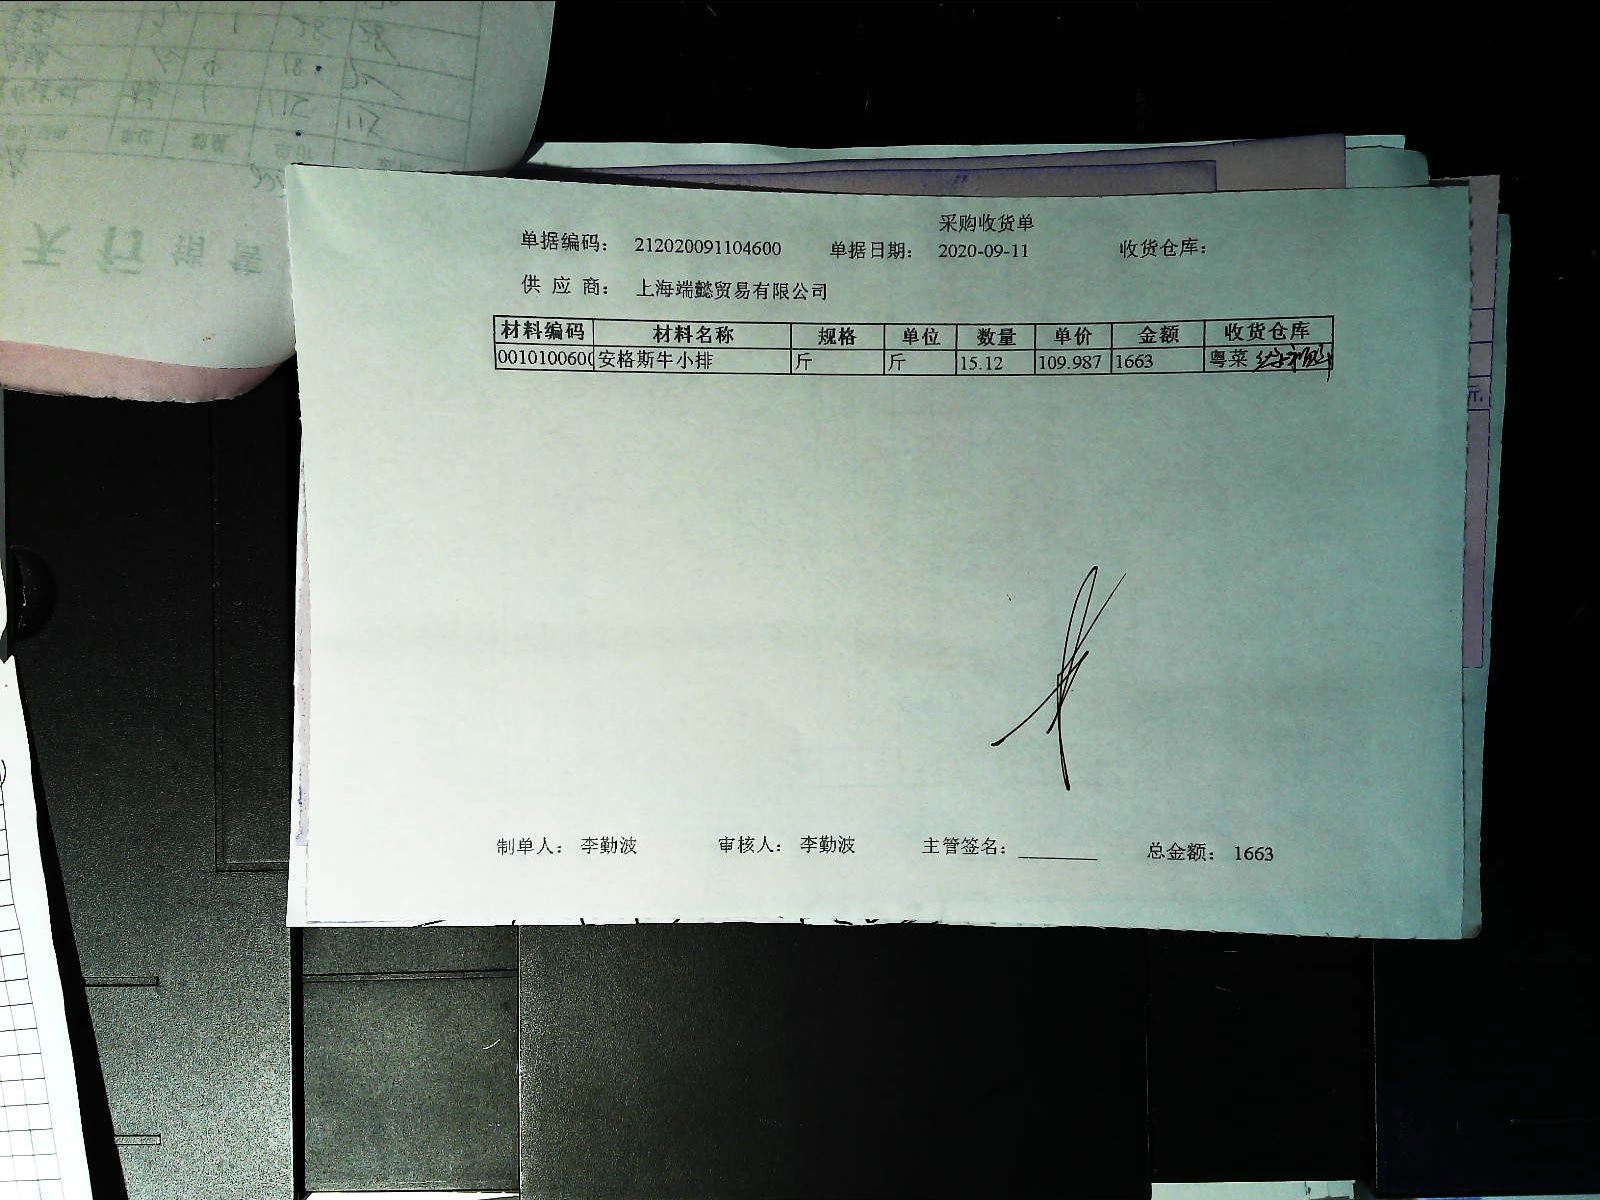 采购收货单
单据编码: 212020091104600 单据日期: 2020-09-11 收货仓库:
供 应 商: 上海端懿贸易有限公司
材料编码 材料名称 规格 单位 数量 单价 金额 收货仓库
0010100600 安格斯牛小排 斤 斤 15.12 109.987 1663 粤菜
制单人: 李勤波 审核人: 李勤波 主管签名: 总金额: 1663